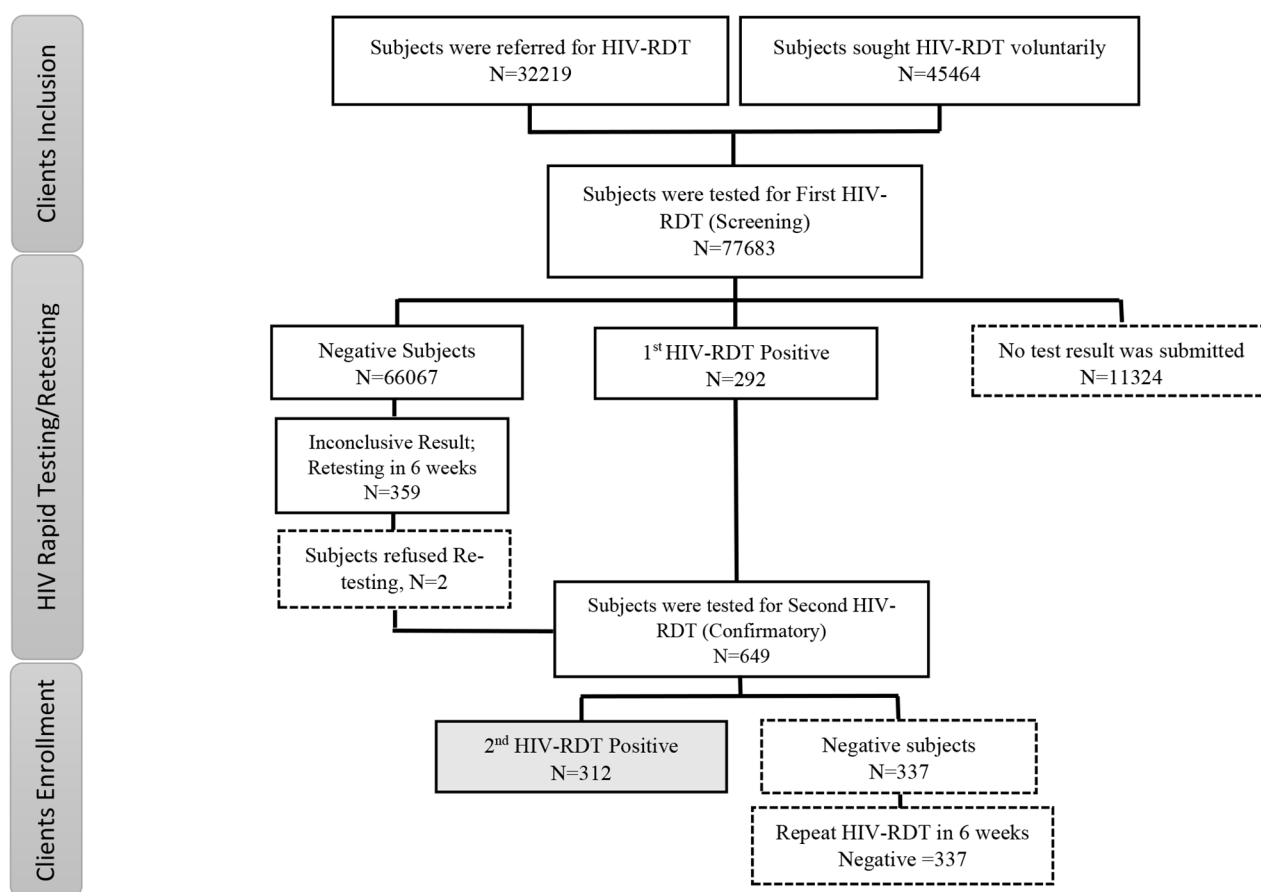 Clients Inclusion
Subjects were referred for HIV-RDT
N=32219
Subjects sought HIV-RDT voluntarily
N=45464
Subjects were tested for First HIV-
RDT (Screening)
N=77683
HIV Rapid Testing/Retesting
Negative Subjects
N=66067
1st HIV-RDT Positive
N=292
No test result was submitted
N=11324
Inconclusive Result;
Retesting in 6 weeks
N=359
Subjects refused Re-
testing, N=2
Subjects were tested for Second HIV-
RDT (Confirmatory)
N=649
Clients Enrollment
2nd HIV-RDT Positive
N=312
Negative subjects
N=337
Repeat HIV-RDT in 6 weeks
Negative =337